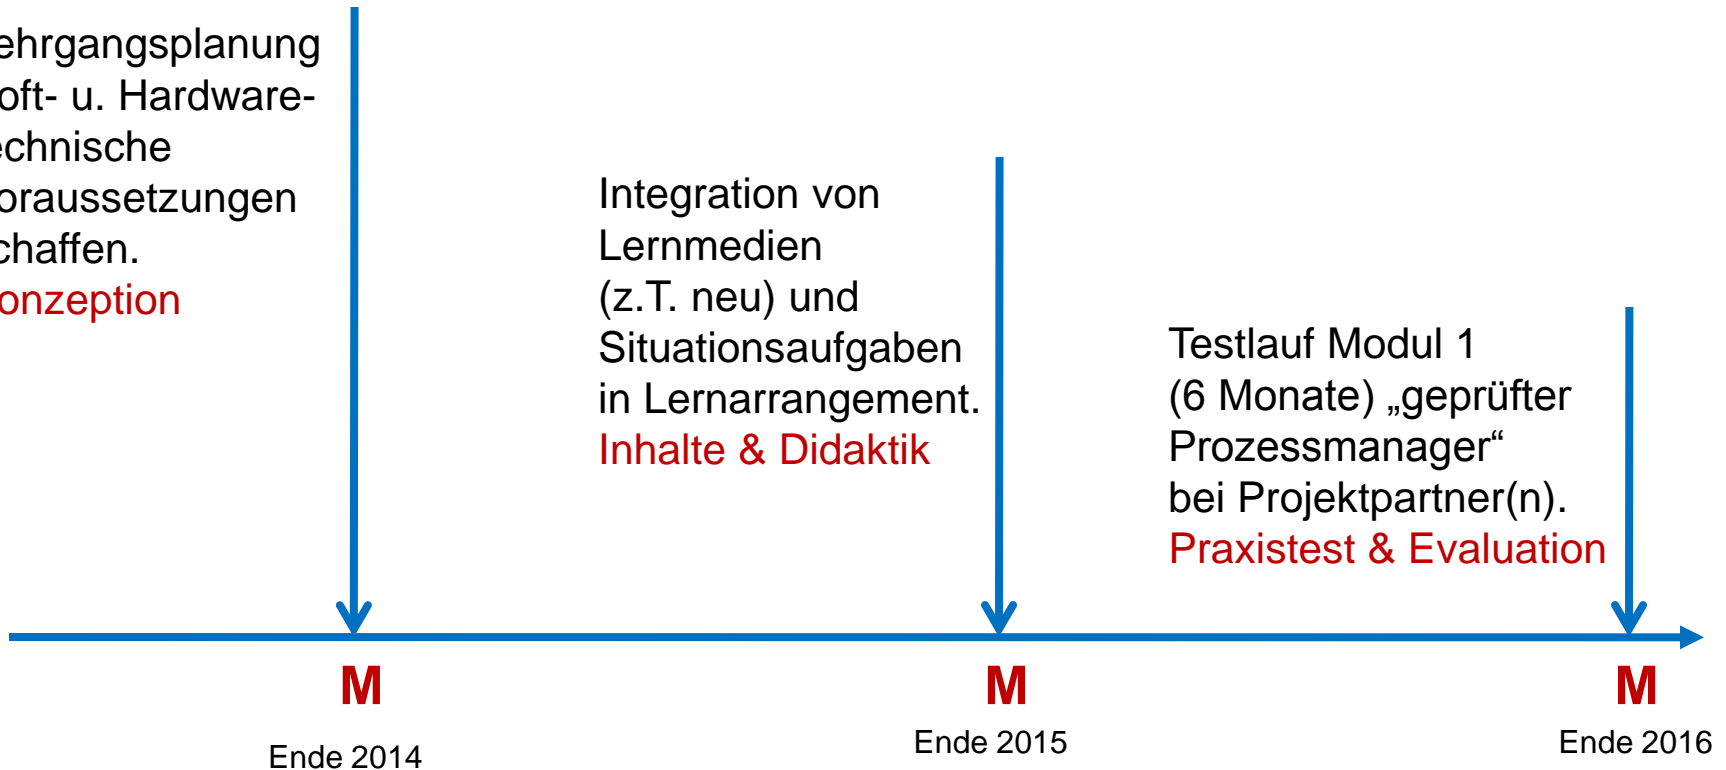 ehrgangsplanung
oft- u. Hardware-
echnische
oraussetzungen
chaffen.
onzeption
Integration von
Lernmedien
(z.T. neu) und
Situationsaufgaben
in Lernarrangement.
Inhalte & Didaktik
Testlauf Modul 1
(6 Monate) „geprüfter
Prozessmanager“
bei Projektpartner(n).
Praxistest & Evaluation
M
M
M
Ende 2014
Ende 2015
Ende 2016